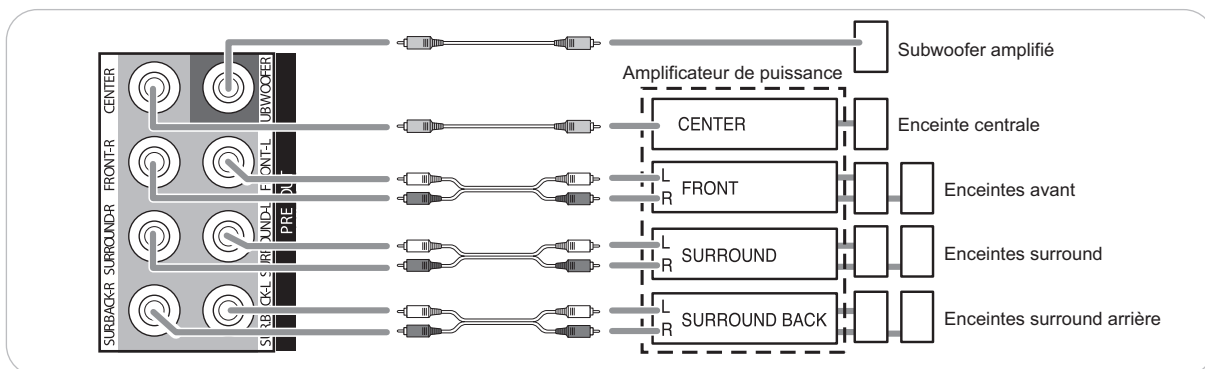 CENTER
SUBWOOFER
FRONT-R
FRONT-L
SURROUND-R
SURROUND-L
SURBACK-R
SURBACK-L
PRE OUT
Subwoofer amplifié
Amplificateur de puissance
CENTER
Enceinte centrale
L
FRONT
R
Enceintes avant
L
SURROUND
R
Enceintes surround
L
SURROUND BACK
R
Enceintes surround arrière